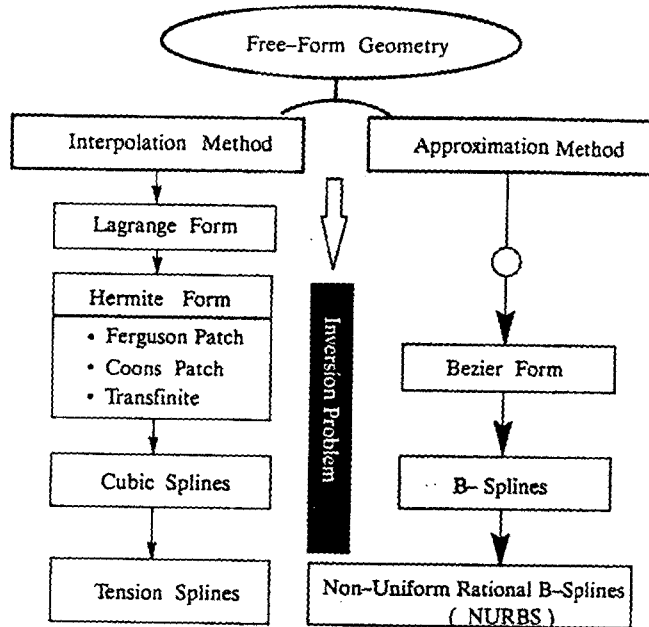 Free-Form Geometry
Interpolation Method
Approximation Method
Lagrange Form
Hermite Form
• Ferguson Patch
• Coons Patch
• Transfinite
Inversion Problem
Bezier Form
Cubic Splines
B- Splines
Tension Splines
Non-Uniform Rational B-Splines
( NURBS )